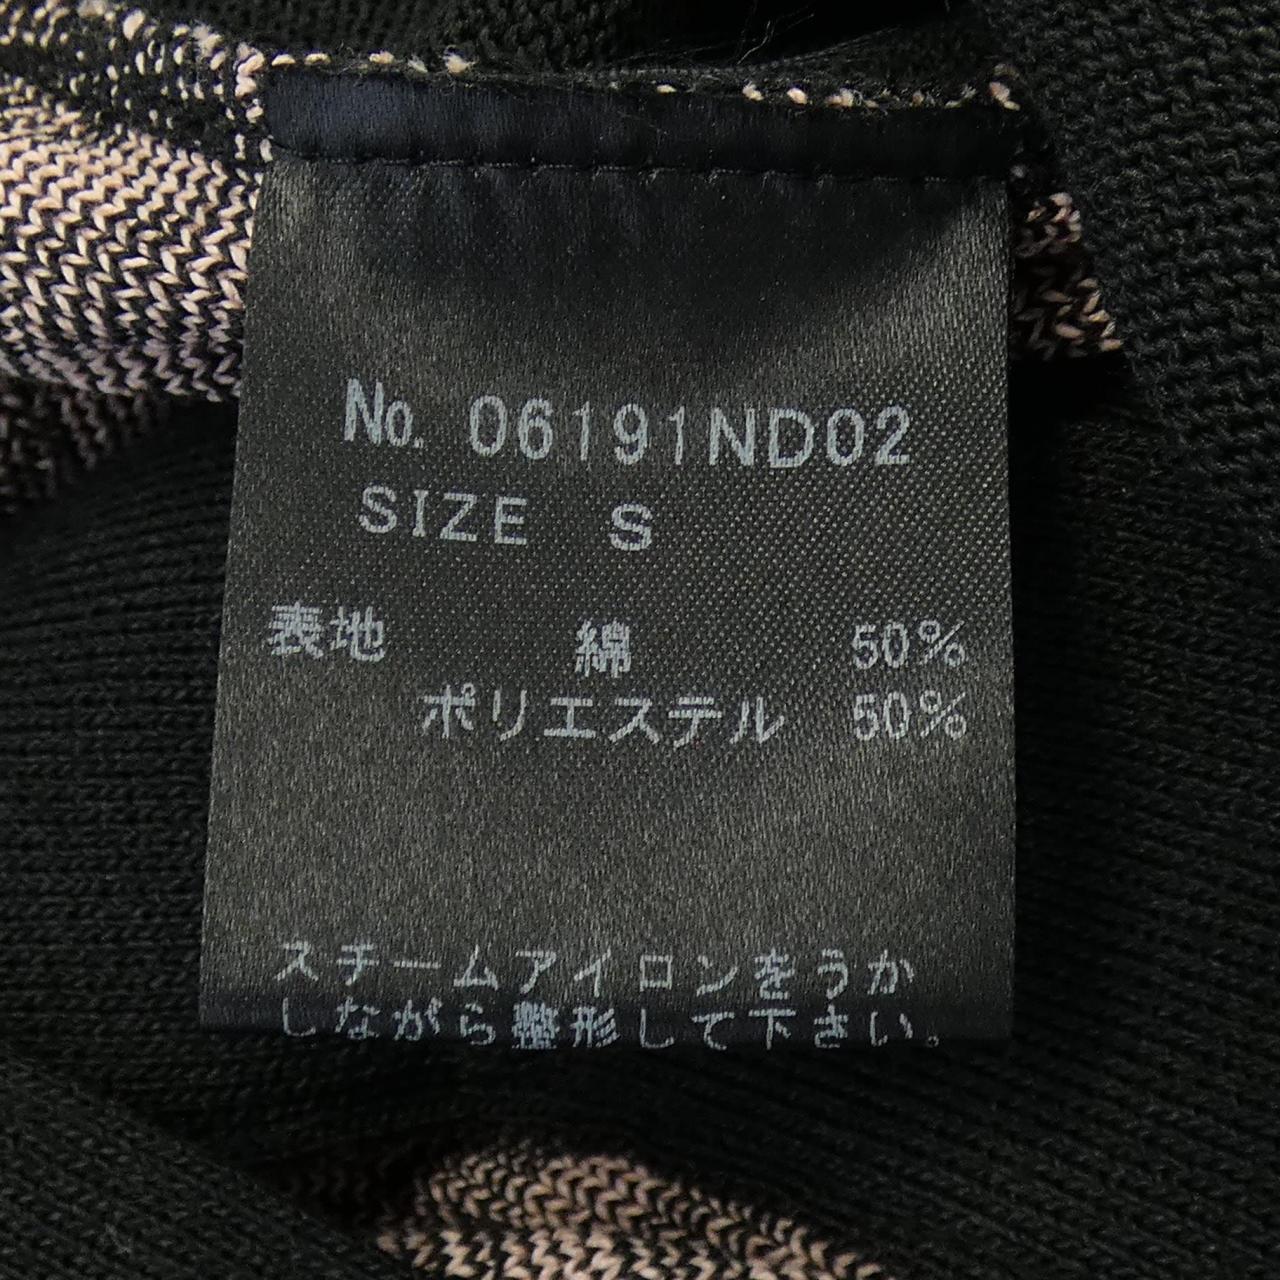 No. 06191ND02
SIZE S
表地 綿 50%
ポリエステル 50%
スチームアイロンをうか
しながら整形して下さい。